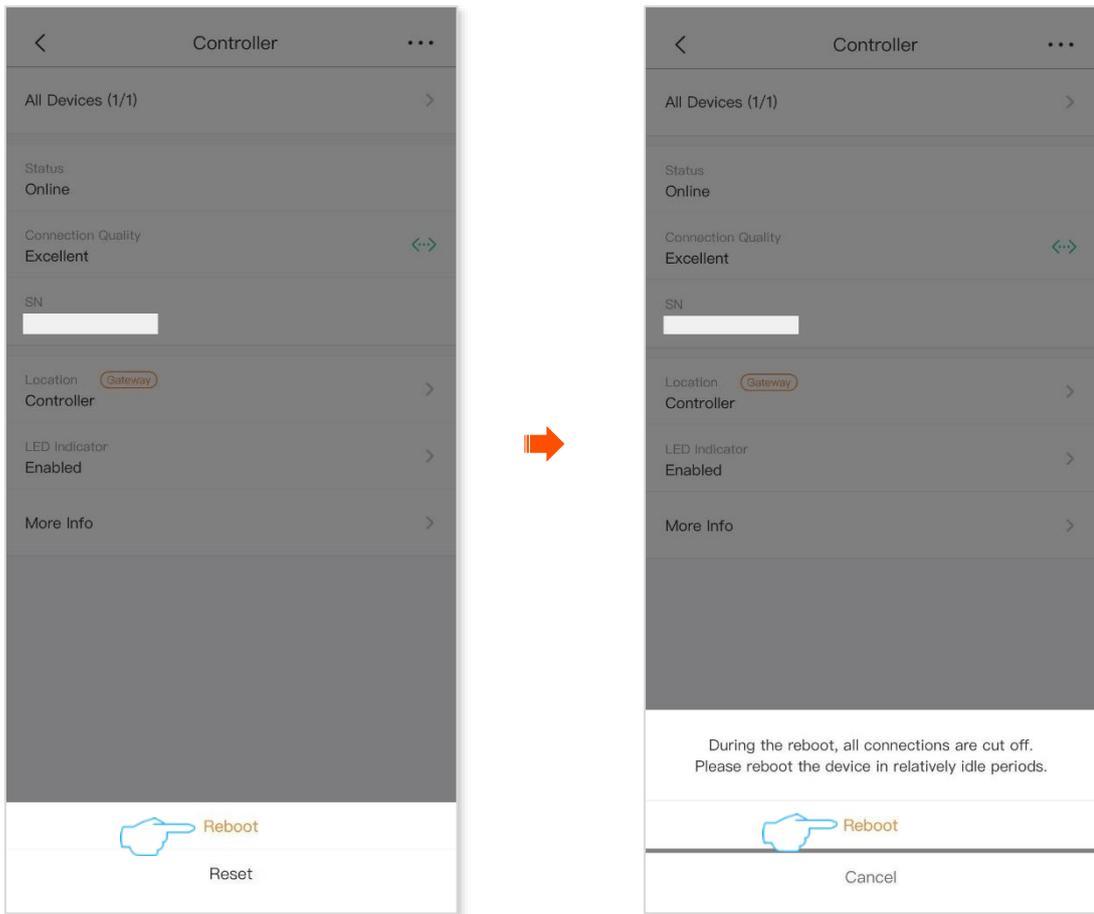 Controller
All Devices (1/1)
Status
Online
Connection Quality
Excellent
SN
Location Gateway
Controller
LED Indicator
Enabled
More Info
Reboot
Reset
Controller
All Devices (1/1)
Status
Online
Connection Quality
Excellent
SN
Location Gateway
Controller
LED Indicator
Enabled
More Info
During the reboot, all connections are cut off.
Please reboot the device in relatively idle periods.
Reboot
Cancel